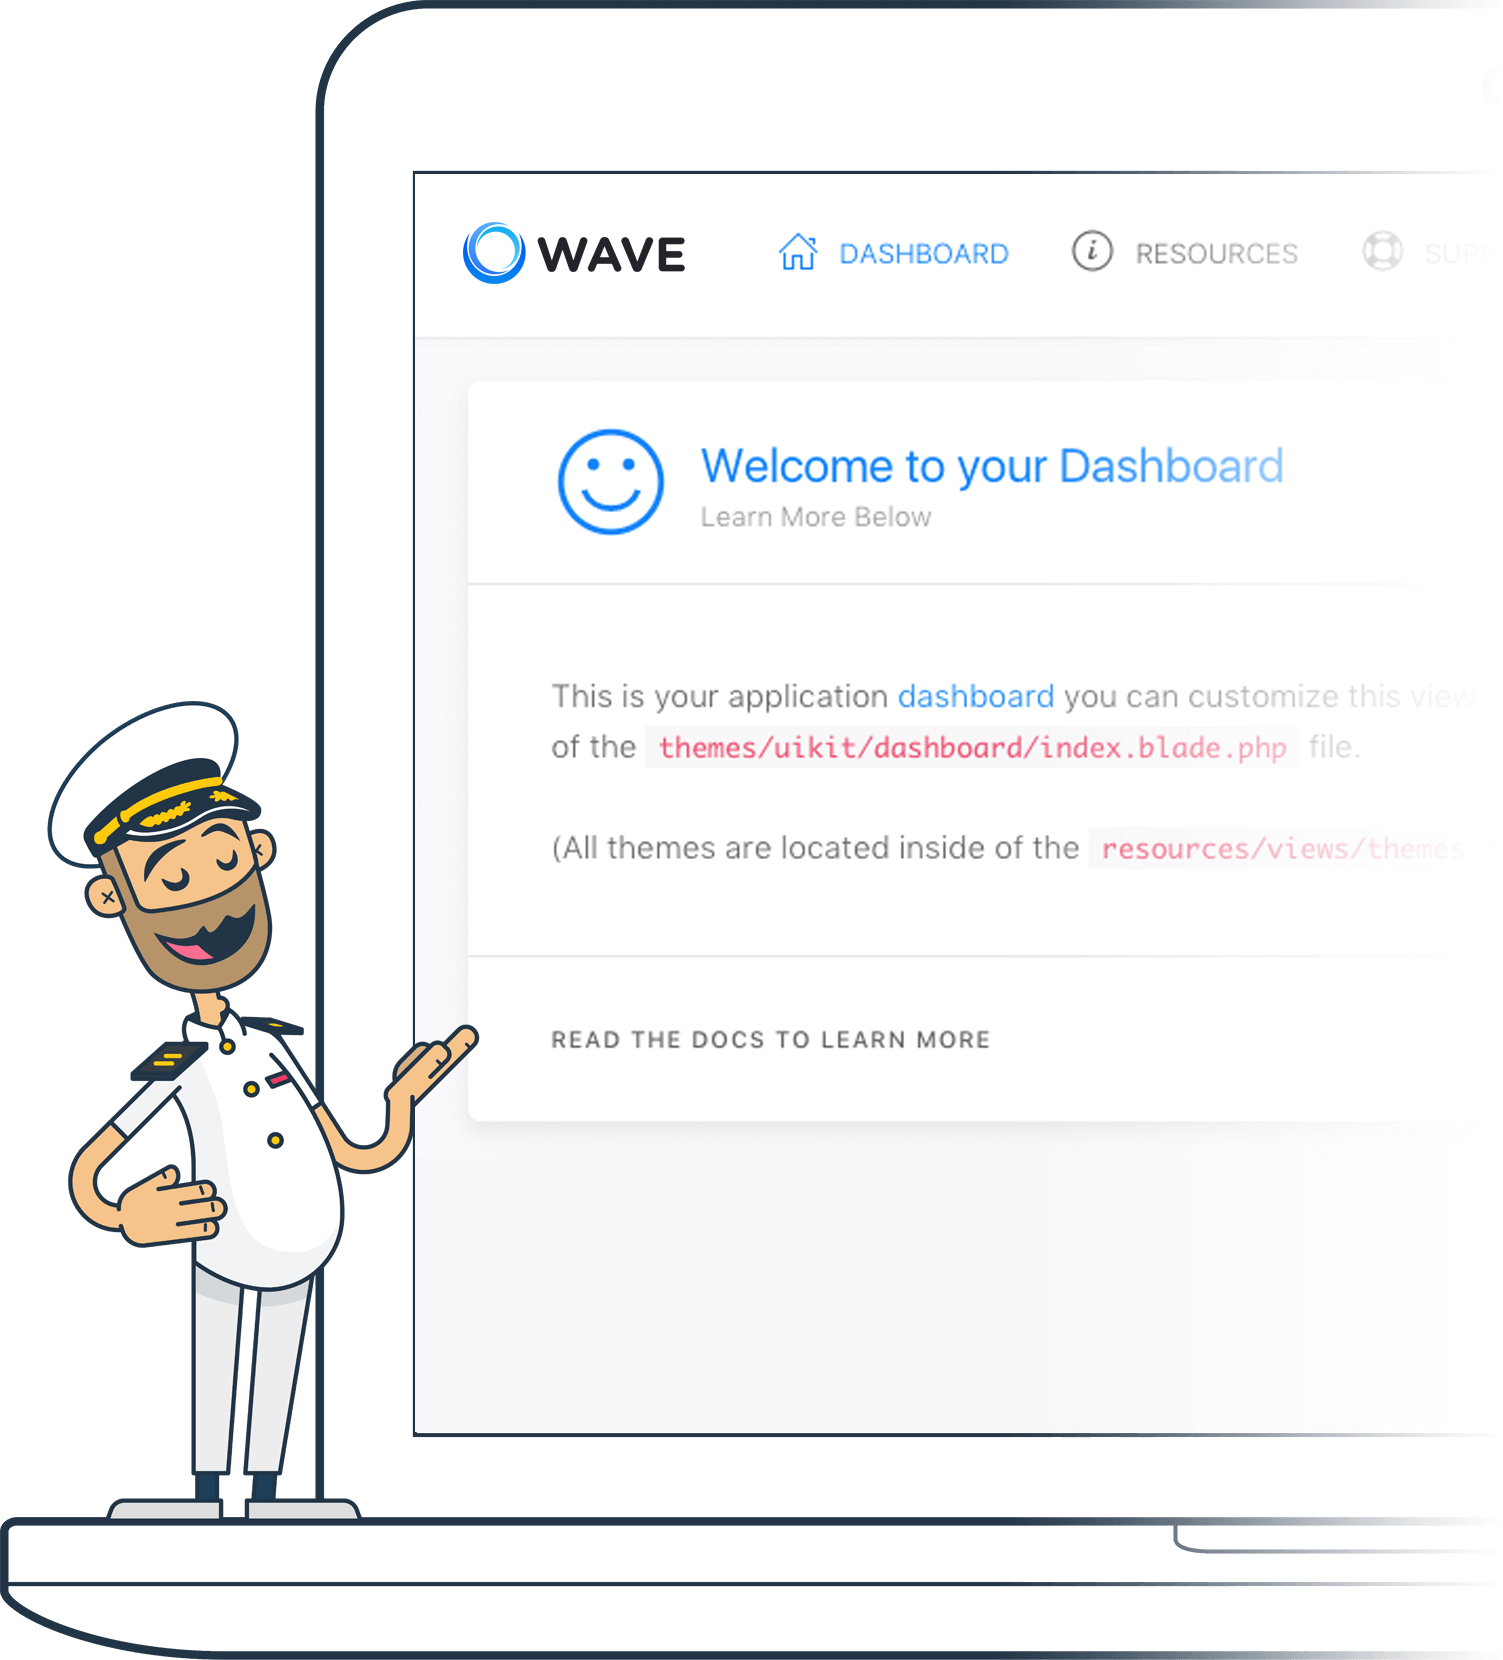 WAVE DASHBOARD RESOURCES
Welcome to your Dashboard
Learn More Below
This is your application dashboard you can customize this view
of the themes/uikit/dashboard/index.blade.php file.
(All themes are located inside of the resources/views/themes
READ THE DOCS TO LEARN MORE